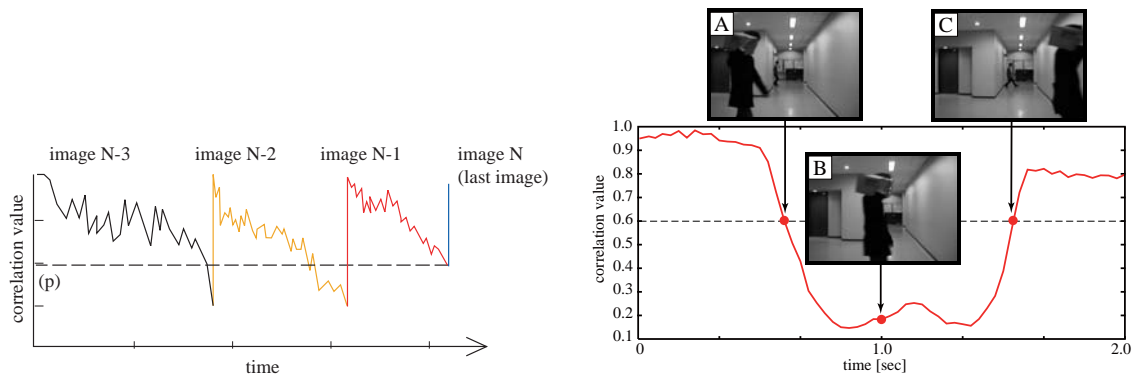 image N-3
image N-2
image N-1
image N
(last image)
correlation value
(p)
time
A
C
B
1.0
0.9
0.8
0.7
0.6
0.5
0.4
0.3
0.2
0.1
correlation value
0
1.0
2.0
time [sec]